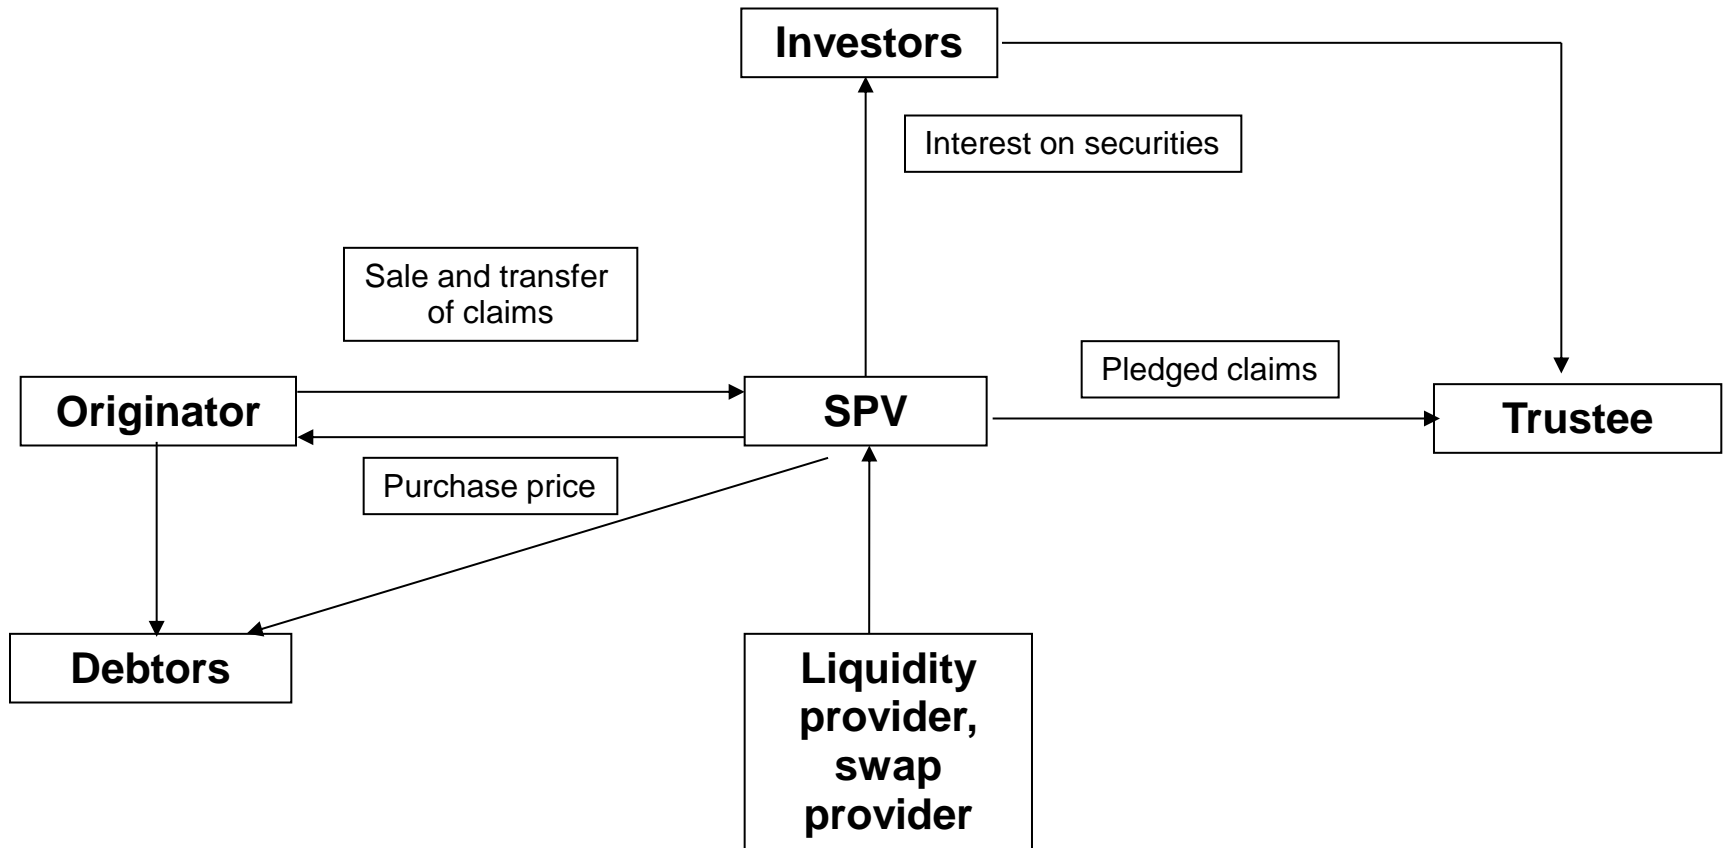 Investors
Interest on securities
Sale and transfer
of claims
Pledged claims
Originator
SPV
Trustee
Purchase price
Debtors
Liquidity
provider,
swap
provider